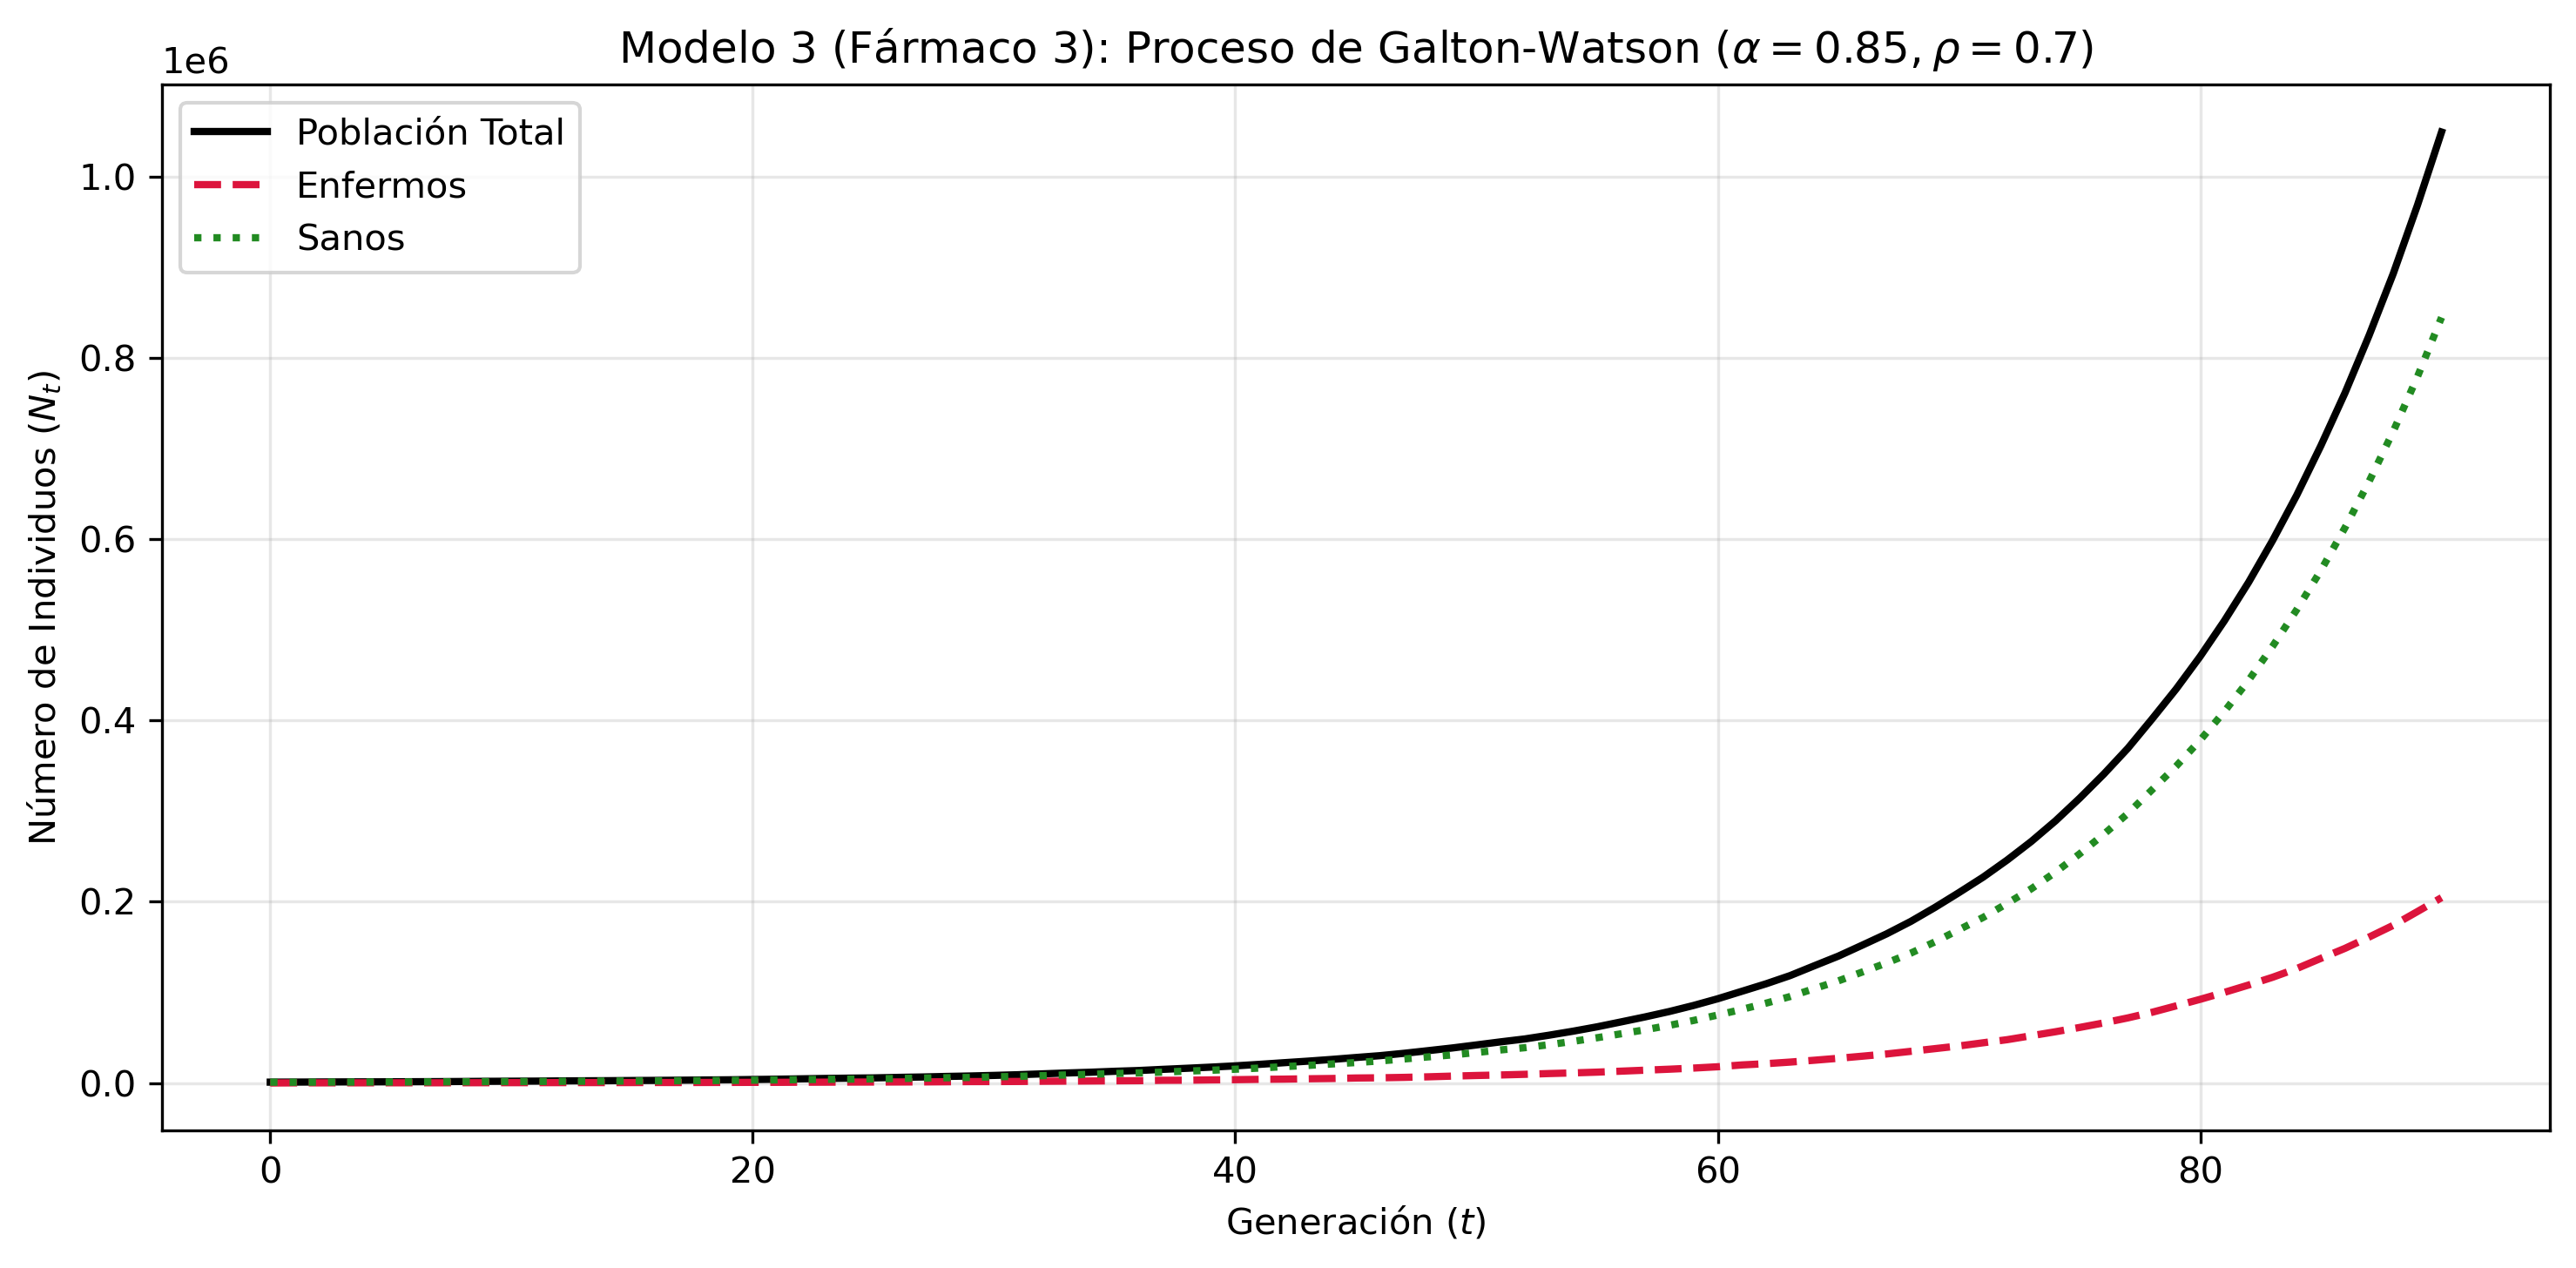 Modelo 3 (Fármaco 3): Proceso de Galton-Watson (α = 0.85, ρ = 0.7)
1e6
Población Total
Enfermos
Sanos
1.0
0.8
0.6
0.4
0.2
0.0
Número de Individuos (Nₜ)
0 20 40 60 80
Generación (t)